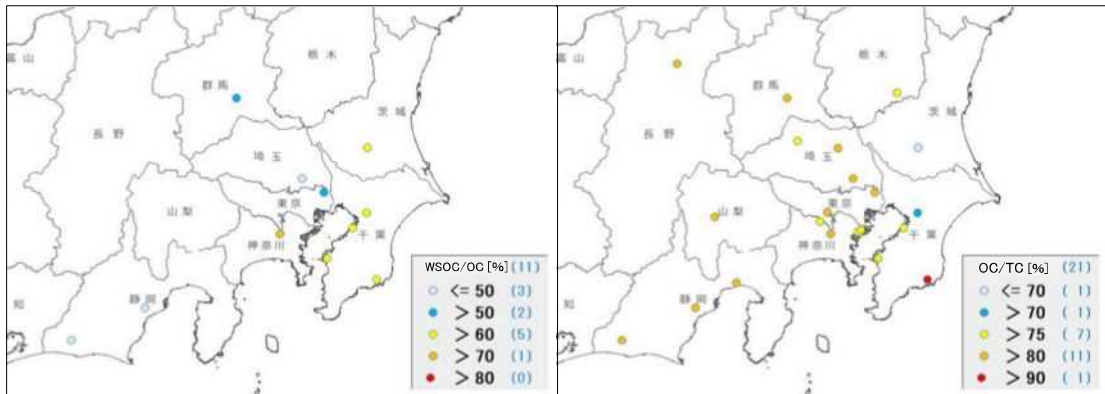 栃木
富山
群馬
茨城
長野
埼玉
東京
山梨
千葉
神奈川
静岡
知
WSOC/OC[%] (11)
<= 50 (3)
> 50 (2)
> 60 (5)
> 70 (1)
> 80 (0)
栃木
富山
群馬
茨城
長野
埼玉
東京
山梨
千葉
神奈川
静岡
知
OC/TC[%] (21)
<= 70 ( 1)
> 70 ( 1)
> 75 ( 7)
> 80 (11)
> 90 ( 1)